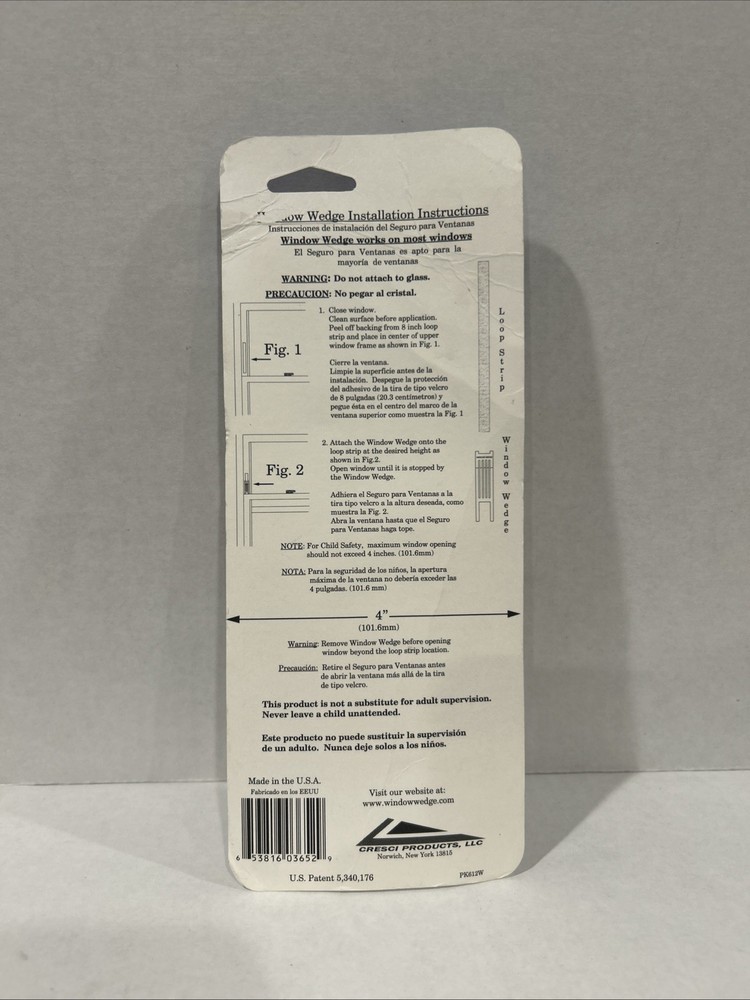 Wedge Installation Instructions
Instrucciones de instalación del Seguro para Ventanas
Window Wedge works on most windows
El Seguro para Ventanas es apto para la
mayoría de ventanas
WARNING: Do not attach to glass.
PRECAUCION: No pegar al cristal.
1. Close window.
Clean surface before application.
Peel off backing from 8 inch loop
strip and place in center of upper
window frame as shown in Fig. 1.
Cierre la ventana.
Limpie la superficie antes de la
instalación. Despegue la protección
del adhesivo de la tira de tipo velcro
de 8 pulgadas (20.3 centimetros) y
pegue ésta en el centro del marco de la
ventana superior como muestra la Fig. 1
Fig. 1
Loop Strip
2. Attach the Window Wedge onto the
loop strip at the desired height as
shown in Fig.2.
Open window until it is stopped by
the Window Wedge.
Adhiera el Seguro para Ventanas a la
tira tipo velcro a la altura deseada, como
muestra la Fig. 2.
Abra la ventana hasta que el Seguro
para Ventanas haga tope.
Fig. 2
Window Wedge
NOTE: For Child Safety, maximum window opening
should not exceed 4 inches. (101.6mm)
NOTA: Para la seguridad de los niños, la apertura
máxima de la ventana no debería exceder las
4 pulgadas. (101.6 mm)
4”
(101.6mm)
Warning: Remove Window Wedge before opening
window beyond the loop strip location.
Precaución: Retire el Seguro para Ventanas antes
de abrir la ventana más allá de la tira
de tipo velcro.
This product is not a substitute for adult supervision.
Never leave a child unattended.
Este producto no puede sustituir la supervisión
de un adulto. Nunca deje solos a los niños.
Made in the U.S.A.
Fabricado en los EEUU
6 53816 03652 9
Visit our website at:
www.windowwedge.com
CRESCI PRODUCTS, LLC
Norwich, New York 13815
U.S. Patent 5,340,176
PK612W